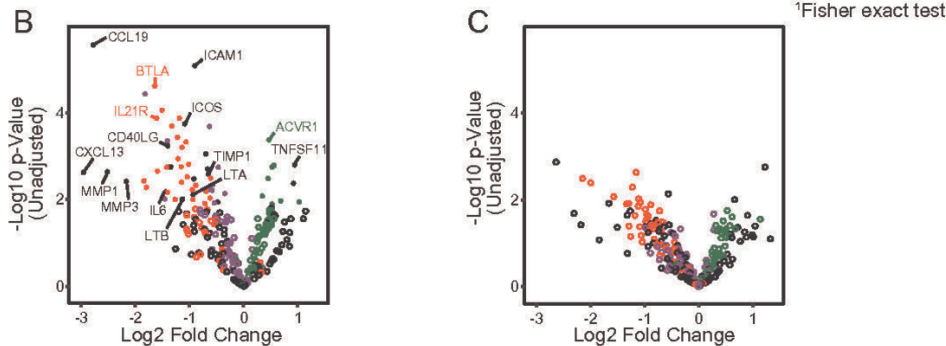 ¹Fisher exact test
B
CCL19
ICAM1
BTLA
IL21R
ICOS
CD40LG
ACVR1
CXCL13
TIMP1
TNFSF11
MMP1
LTA
MMP3
IL6
LTB
-Log10 p-Value
(Unadjusted)
4
2
0
-3 -2 -1 0 1
Log2 Fold Change
C
-Log10 p-Value
(Unadjusted)
4
2
0
-3 -2 -1 0 1
Log2 Fold Change